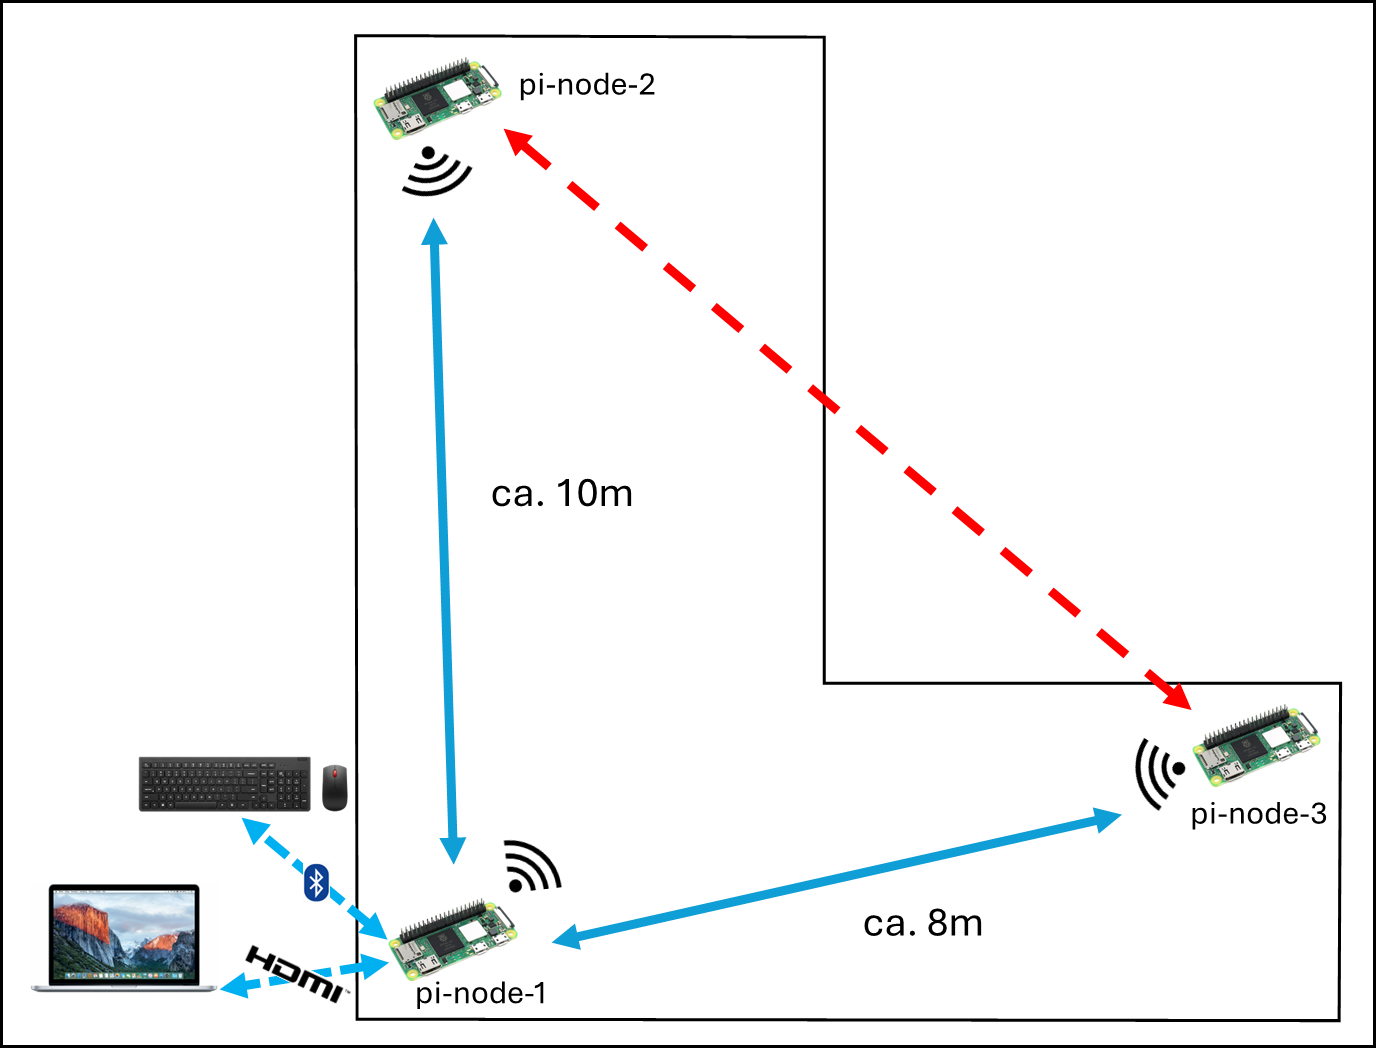 pi-node-2
ca. 10m
pi-node-3
ca. 8m
HDMI
pi-node-1